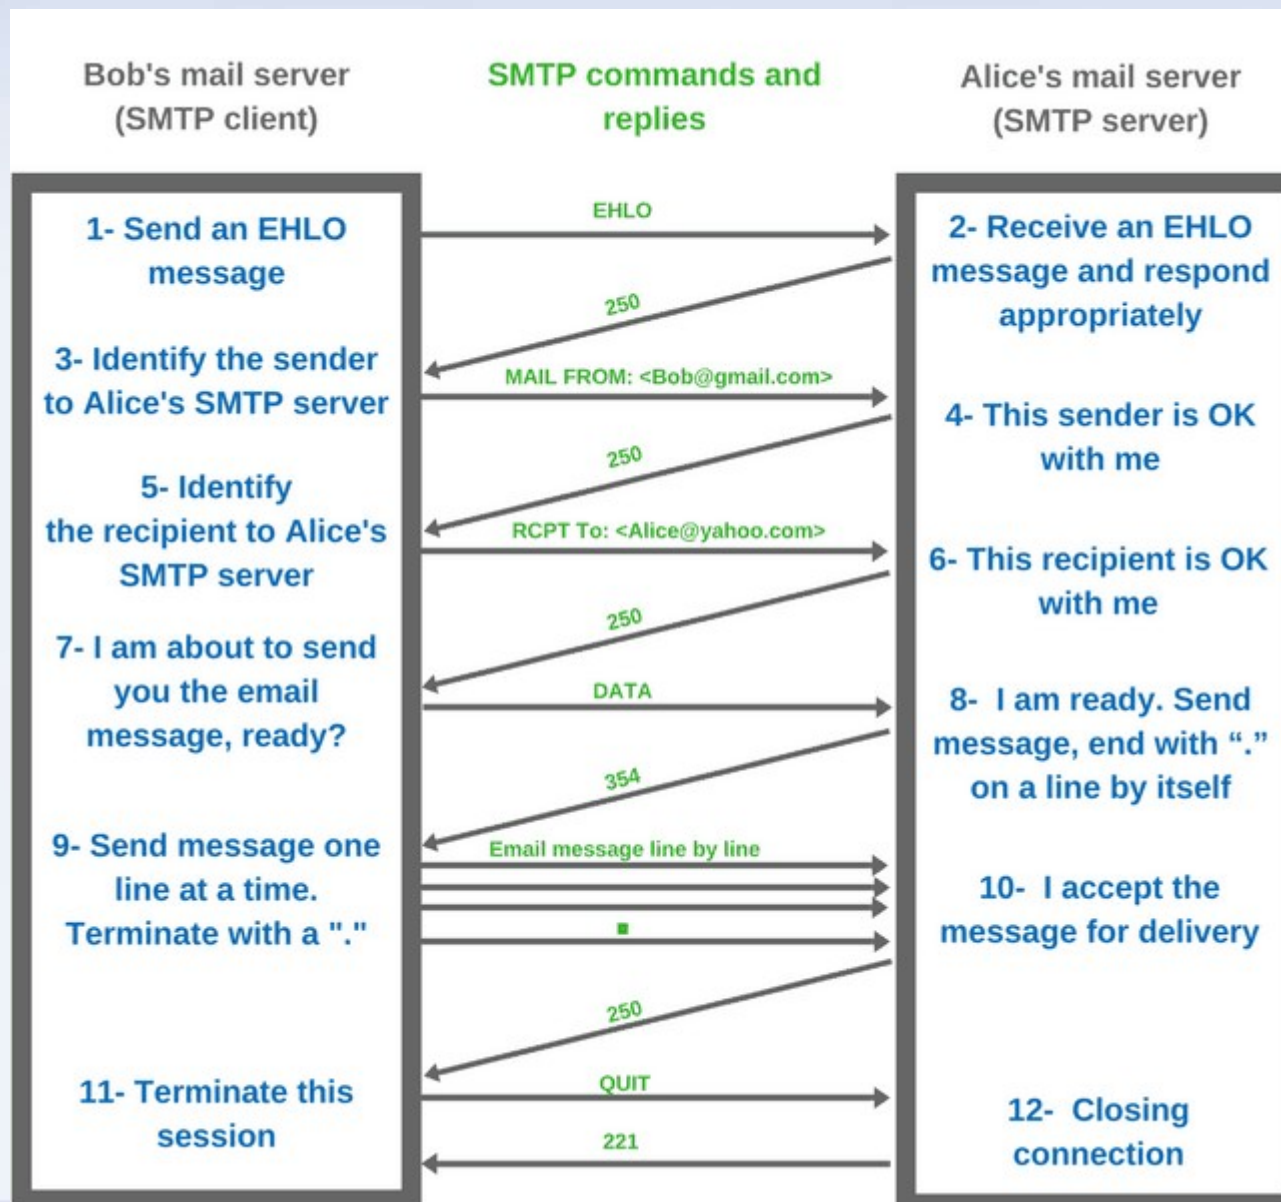 Bob's mail server
(SMTP client)
SMTP commands and
replies
Alice's mail server
(SMTP server)
1- Send an EHLO
message
EHLO
2- Receive an EHLO
message and respond
appropriately
250
3- Identify the sender
to Alice's SMTP server
MAIL FROM: <Bob@gmail.com>
4- This sender is OK
with me
250
5- Identify
the recipient to Alice's
SMTP server
RCPT To: <Alice@yahoo.com>
6- This recipient is OK
with me
250
7- I am about to send
you the email
message, ready?
DATA
8- I am ready. Send
message, end with “.”
on a line by itself
354
9- Send message one
line at a time.
Terminate with a "."
Email message line by line
.
10- I accept the
message for delivery
250
11- Terminate this
session
QUIT
12- Closing
connection
221